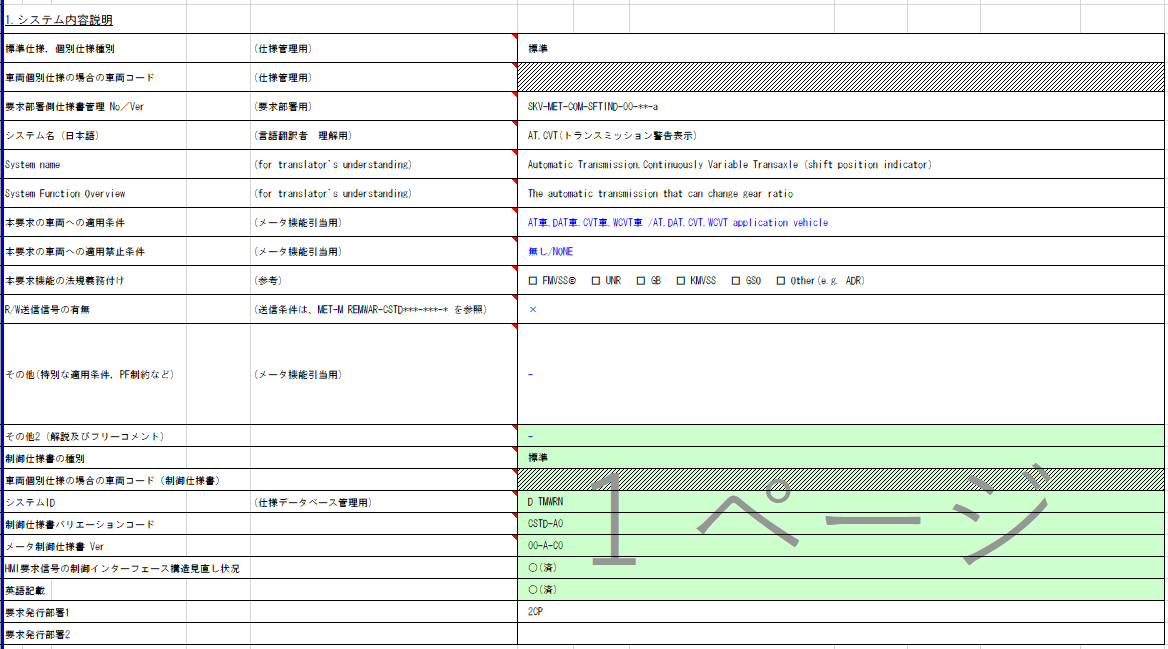 1. システム内容説明
標準仕様，個別仕様種別 (仕様管理用) 標準
車両個別仕様の場合の車両コード (仕様管理用)
要求部署側仕様書管理 No／Ver (要求部署用) SKV-MET-COM-SFTIND-00-**-a
システム名（日本語） (言語翻訳者　理解用) AT.CVT(トランスミッション警告表示)
System name (for translator's understanding) Automatic Transmission.Continuously Variable Transaxle (shift position indicator)
System Function Overview (for translator's understanding) The automatic transmission that can change gear ratio
本要求の車両への適用条件 (メータ機能引当用) AT車.DAT車.CVT車.WCVT車 /AT.DAT.CVT.WCVT application vehicle
本要求の車両への適用禁止条件 (メータ機能引当用) 無し/NONE
本要求機能の法規義務付け (参考) □ FMVSS© □ UNR □ GB □ KMVSS □ GSO □ Other(e.g. ADR)
R/W送信信号の有無 (送信条件は、MET-M_REMWAR-CSTD***-***-* を参照) ×
その他(特別な適用条件，PF制約など) (メータ機能引当用) -
その他2（解説及びフリーコメント） -
制御仕様書の種別 標準
車両個別仕様の場合の車両コード（制御仕様書）
システムID (仕様データベース管理用) D_TMWRN
制御仕様書バリエーションコード CSTD-A0
メータ制御仕様書 Ver 00-A-C0
HMI要求信号の制御インターフェース構造見直し状況 ○(済)
英語記載 ○(済)
要求発行部署1 2CP
要求発行部署2
1 ページ